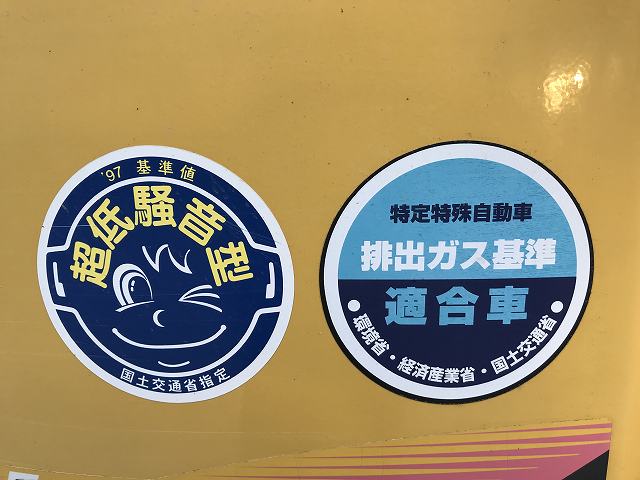 '97 基準値
超低騒音型
国土交通省指定
特定特殊自動車
排出ガス基準
適合車
・環境省・経済産業省・国土交通省・